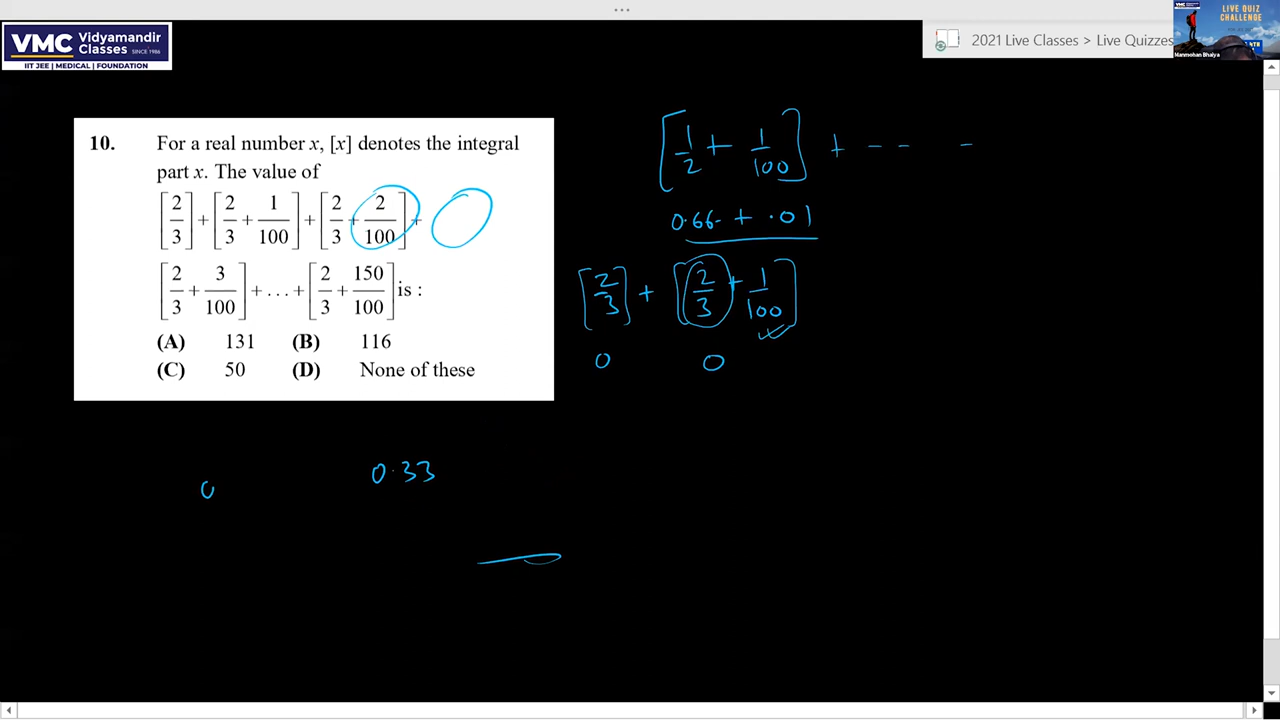 VMC Vidyamandir Classes SINCE 1986
IIT JEE | MEDICAL | FOUNDATION
2021 Live Classes > Live Quizzes
LIVE QUIZ
CHALLENGE
Manmohan Bhaiya
10. For a real number x, [x] denotes the integral
part x. The value of
[2/3] + [2/3 + 1/100] + [2/3 + 2/100] +
[2/3 + 3/100] + ... + [2/3 + 150/100] is :
(A) 131 (B) 116
(C) 50 (D) None of these
[1/2 + 1/100] + - - -
0.66 + .01
[2/3] + [2/3 + 1/100]
0 0
0 0.33